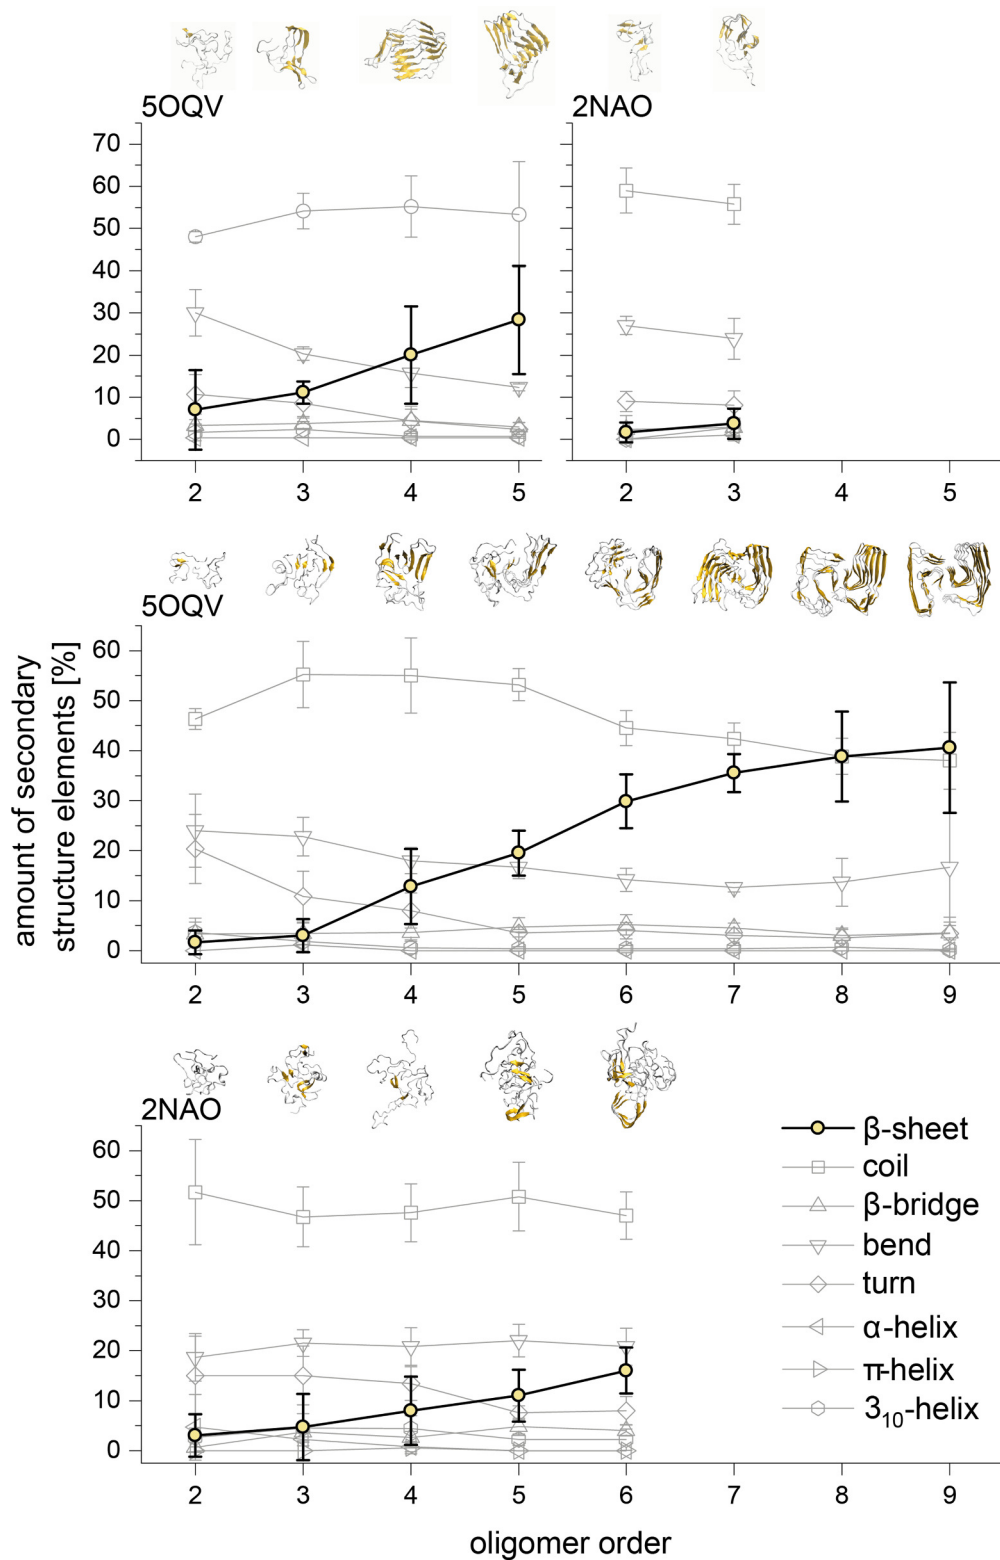 5OQV
2NAO
70
60
50
40
30
20
10
0
2 3 4 5
2 3 4 5
5OQV
amount of secondary
structure elements [%]
60
50
40
30
20
10
0
2 3 4 5 6 7 8 9
2NAO
60
50
40
30
20
10
0
2 3 4 5 6 7 8 9
oligomer order
β-sheet
coil
β-bridge
bend
turn
α-helix
π-helix
3₁₀-helix